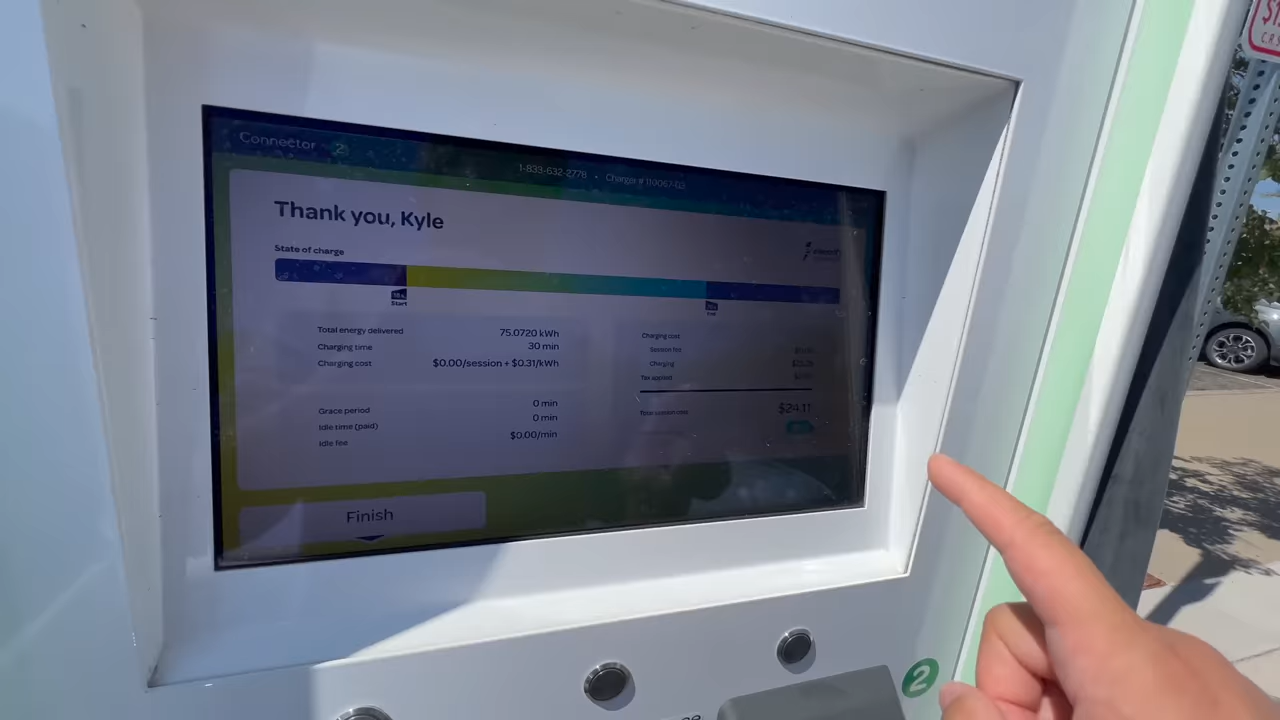 Connector 2
1-833-632-2778 • Charger # 110067-02
Thank you, Kyle
State of charge
Start
Total energy delivered 75.0720 kWh
Charging time 30 min
Charging cost $0.00/session + $0.31/kWh
Grace period 0 min
Idle time (paid) 0 min
Idle fee $0.00/min
Charging cost
Session fee
Charging
Tax applied
Total session cost $24.11
Finish
2